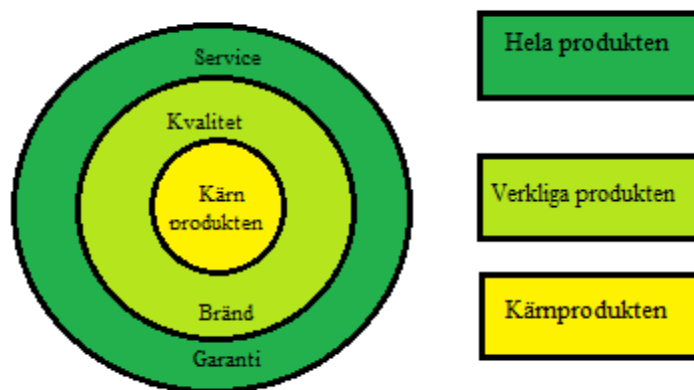 Service
Kvalitet
Kärn
produkten
Bränd
Garanti
Hela produkten
Verkliga produkten
Kärnprodukten